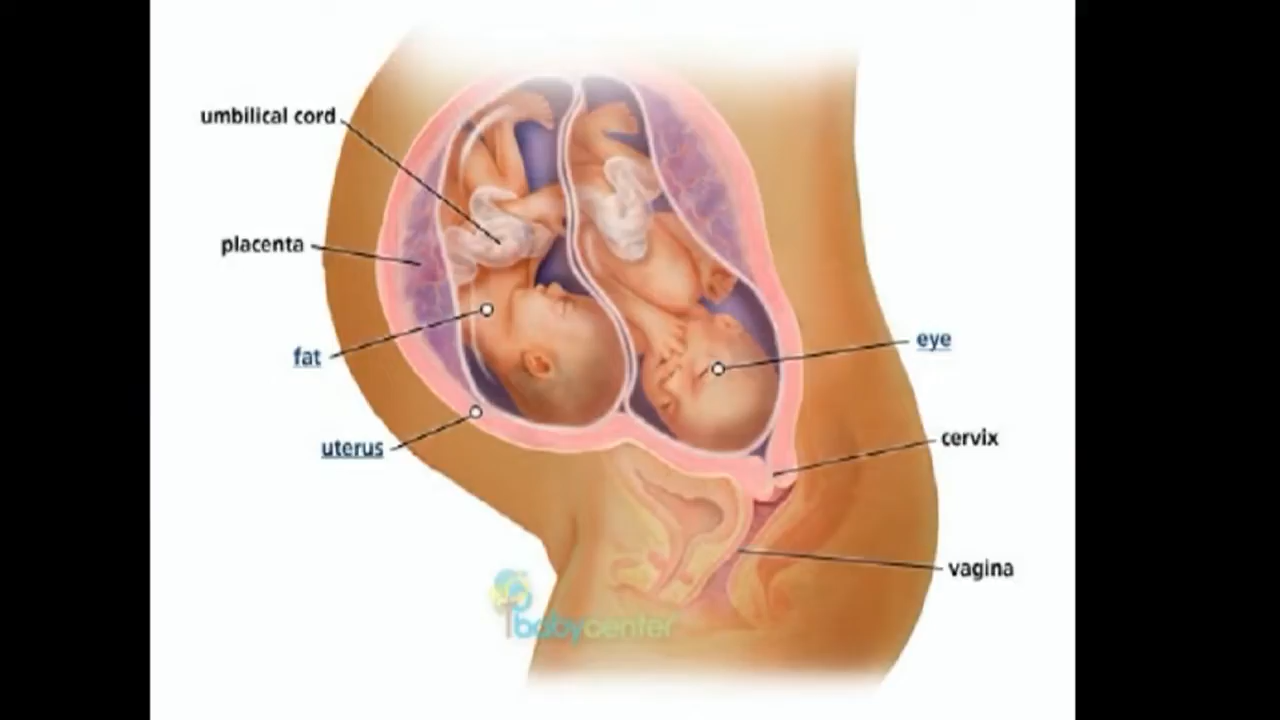 umbilical cord
placenta
fat
uterus
eye
cervix
vagina
babycenter